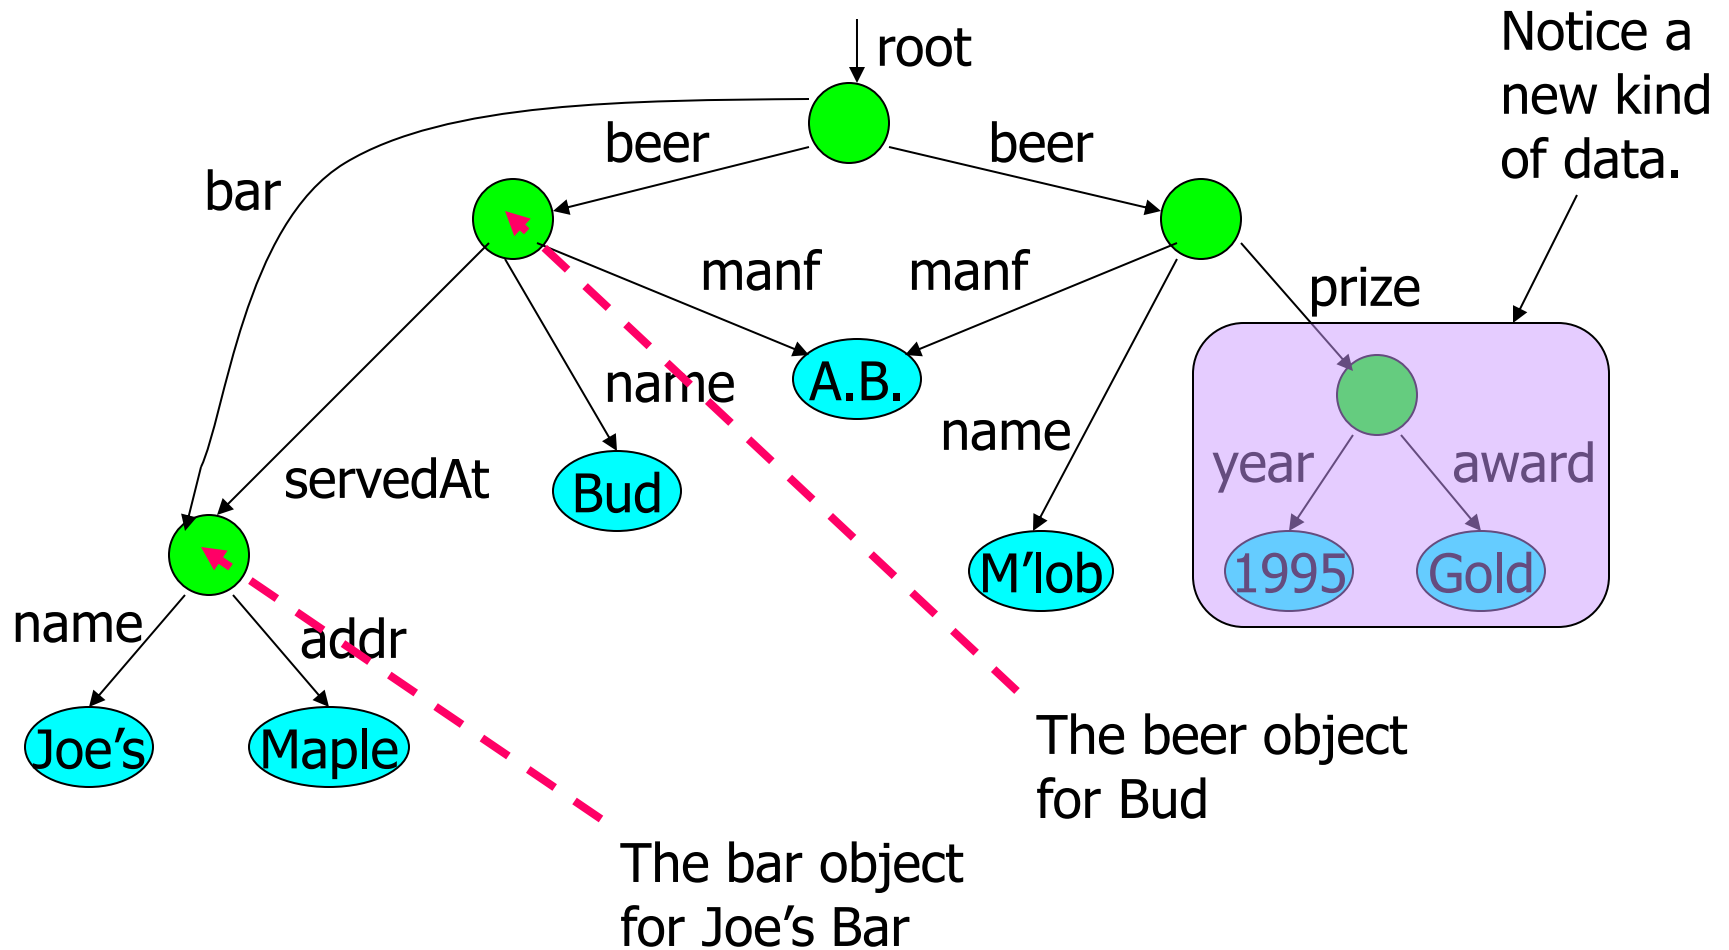 root
Notice a
new kind
of data.
beer
beer
bar
manf
manf
prize
name
A.B.
name
servedAt
Bud
year
award
M’lob
1995
Gold
name
addr
Joe’s
Maple
The beer object
for Bud
The bar object
for Joe’s Bar